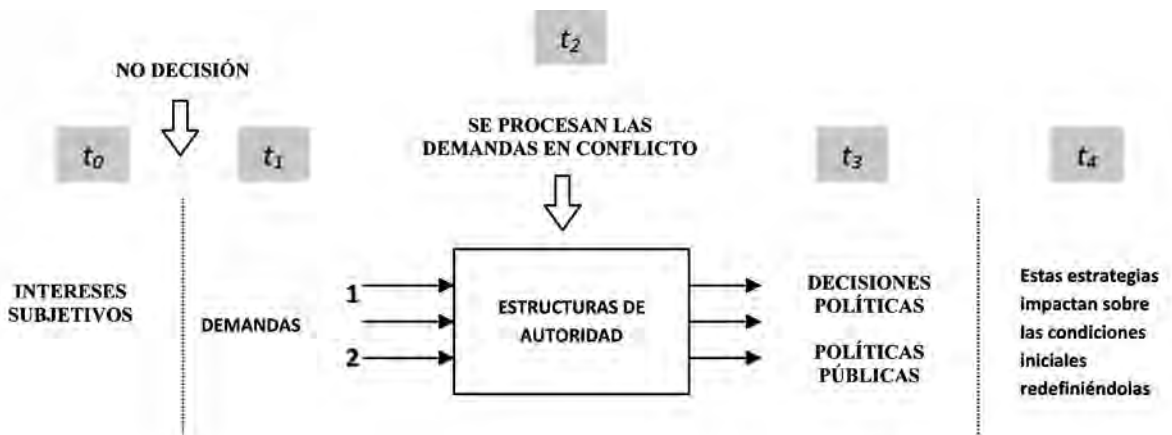 t2
NO DECISIÓN
SE PROCESAN LAS
DEMANDAS EN CONFLICTO
t0
t1
t3
t4
INTERESES
SUBJETIVOS
DEMANDAS
1
2
ESTRUCTURAS DE
AUTORIDAD
DECISIONES
POLÍTICAS
POLÍTICAS
PÚBLICAS
Estas estrategias
impactan sobre
las condiciones
iniciales
redefiniéndolas